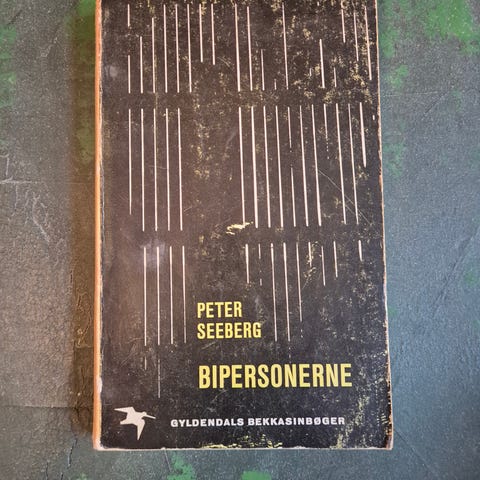 PETER
SEEBERG
BIPERSONERNE
GYLDENDALS BEKKASINBØGER